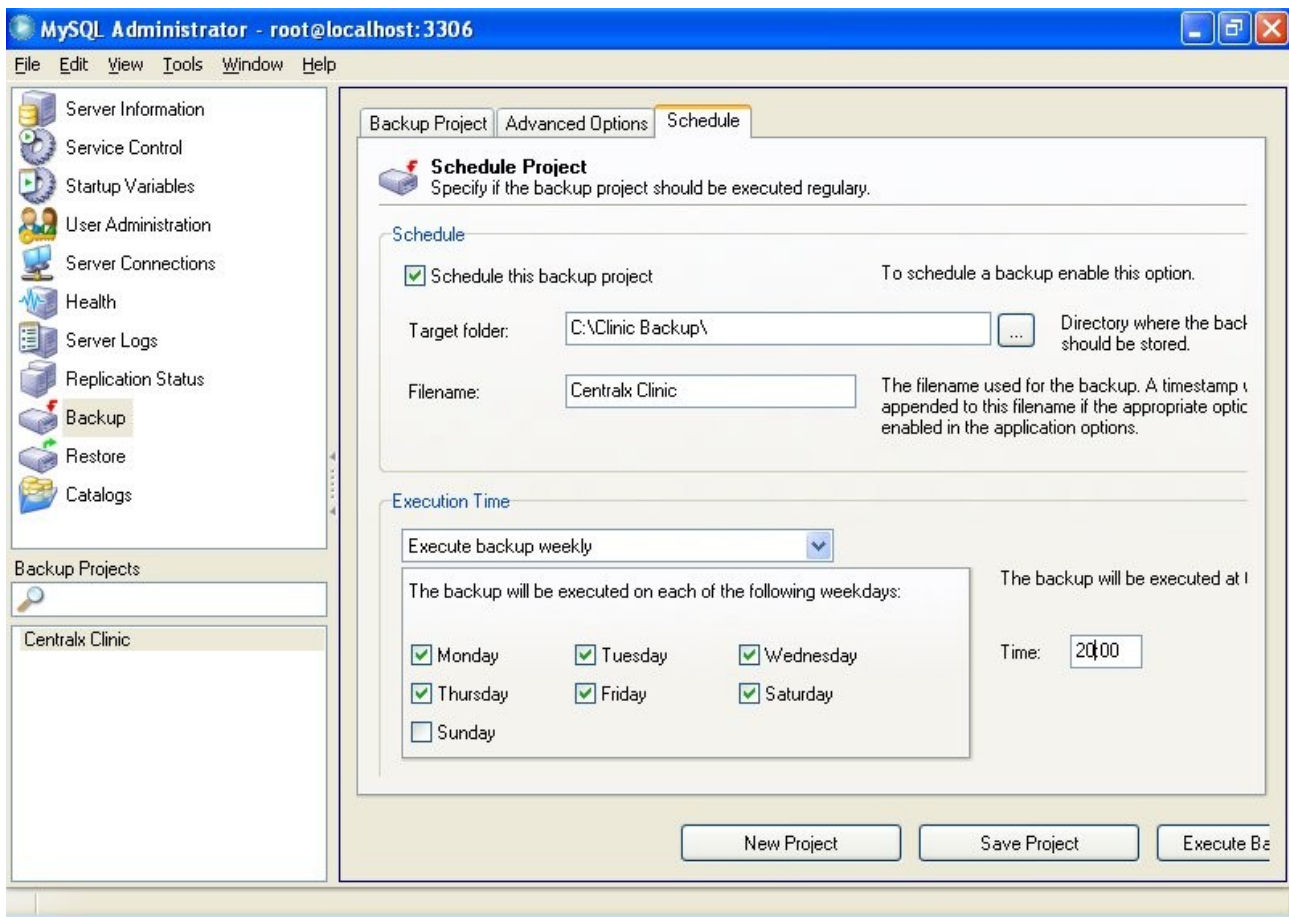 MySQL Administrator - root@localhost:3306
File Edit View Tools Window Help
Server Information
Service Control
Startup Variables
User Administration
Server Connections
Health
Server Logs
Replication Status
Backup
Restore
Catalogs
Backup Projects
Centralx Clinic
Backup Project Advanced Options Schedule
Schedule Project
Specify if the backup project should be executed regulary.
Schedule
Schedule this backup project To schedule a backup enable this option.
Target folder: C:\Clinic Backup\ ... Directory where the
should be stored.
Filename: Centralx Clinic The filename used for the backup. A timestamp
appended to this filename if the appropriate
enabled in the application options.
Execution Time
Execute backup weekly
The backup will be executed on each of the following weekdays:
Monday Tuesday Wednesday
Thursday Friday Saturday
Sunday
The backup will be executed at
Time: 20:00
New Project Save Project Execute